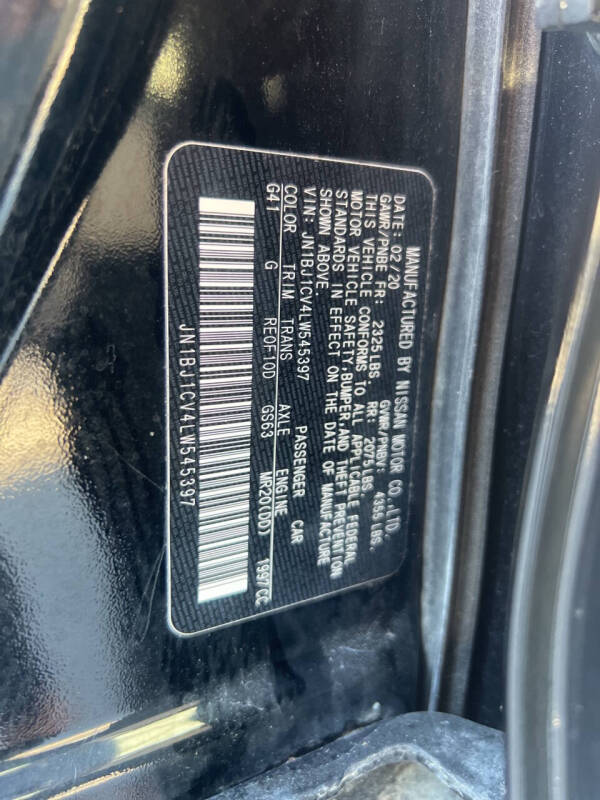 MANUFACTURED BY NISSAN MOTOR CO.,LTD.
DATE: 02/20 GVWR/PNBV: 4355 LBS.
GAWR/PNBE FR: 2325LBS. RR: 2075LBS.
THIS VEHICLE CONFORMS TO ALL APPLICABLE FEDERAL
MOTOR VEHICLE SAFETY,BUMPER,AND THEFT PREVENTION
STANDARDS IN EFFECT ON THE DATE OF MANUFACTURE
SHOWN ABOVE.
VIN: JN1BJ1CV4LW545397 PASSENGER CAR
COLOR TRIM TRANS AXLE ENGINE
G41 G RE0F10D GS63 MR20(DD) 1997CC
JN1BJ1CV4LW545397